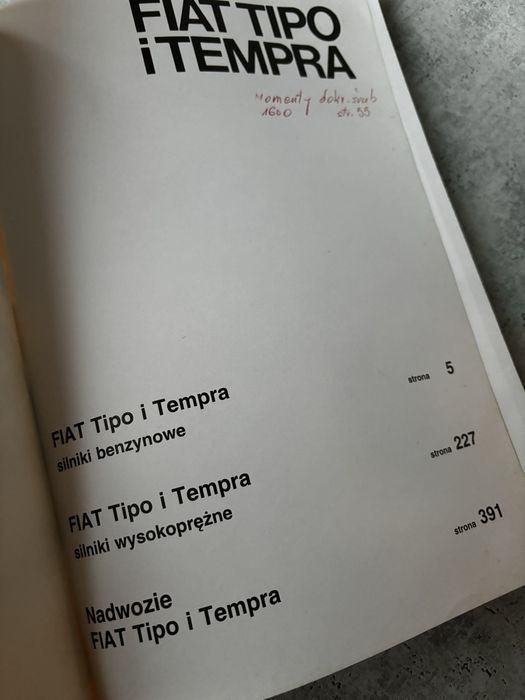 FIAT TIPO
i TEMPRA
Momenty dokr. śrub
1600 str. 55
FIAT Tipo i Tempra
silniki benzynowe
strona 5
FIAT Tipo i Tempra
silniki wysokoprężne
strona 227
Nadwozie
FIAT Tipo i Tempra
strona 391